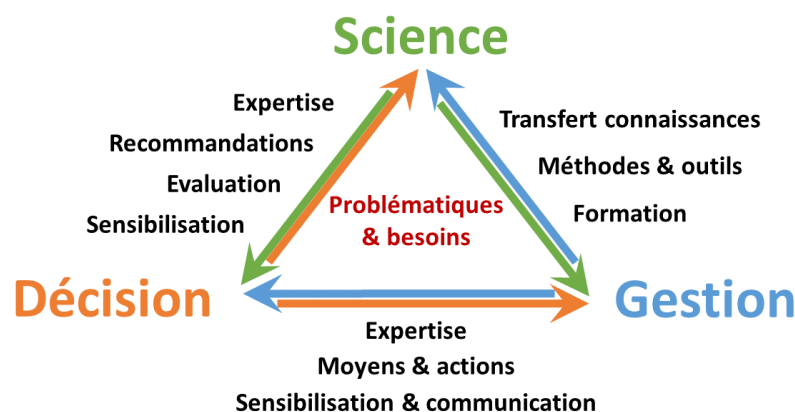 Science
Expertise
Recommandations
Evaluation
Sensibilisation
Transfert connaissances
Méthodes & outils
Formation
Problématiques
& besoins
Décision
Gestion
Expertise
Moyens & actions
Sensibilisation & communication